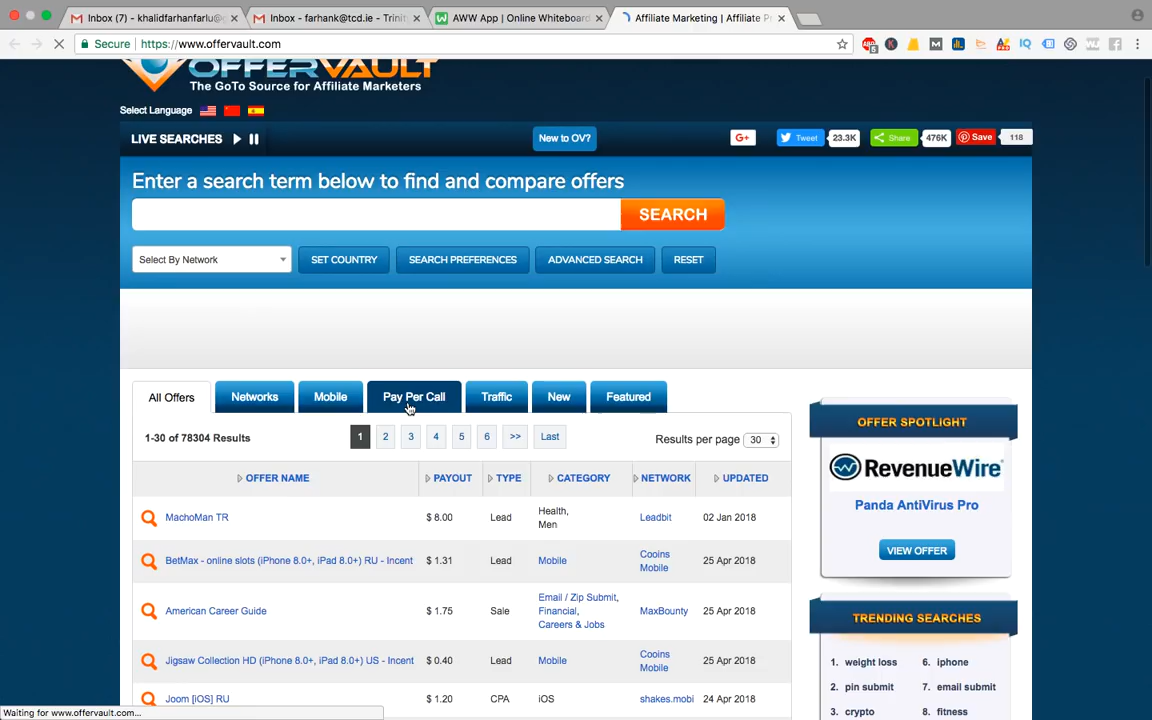 Inbox (7) - khalidfarhanfarlu@
Inbox - farhank@tcd.ie - Trinit
AWW App | Online Whiteboard
Affiliate Marketing | Affiliate P
Secure
https://www.offervault.com
OFFERVAULT
The GoTo Source for Affiliate Marketers
Select Language
LIVE SEARCHES
New to OV?
G+
Tweet
23.3K
Share
476K
Save
118
Enter a search term below to find and compare offers
SEARCH
Select By Network
SET COUNTRY
SEARCH PREFERENCES
ADVANCED SEARCH
RESET
All Offers
Networks
Mobile
Pay Per Call
Traffic
New
Featured
1-30 of 78304 Results
1 2 3 4 5 6 >> Last
Results per page 30
OFFER NAME PAYOUT TYPE CATEGORY NETWORK UPDATED
MachoMan TR $ 8.00 Lead Health, Men Leadbit 02 Jan 2018
BetMax - online slots (iPhone 8.0+, iPad 8.0+) RU - Incent $ 1.31 Lead Mobile Cooins Mobile 25 Apr 2018
American Career Guide $ 1.75 Sale Email / Zip Submit, Financial, Careers & Jobs MaxBounty 25 Apr 2018
Jigsaw Collection HD (iPhone 8.0+, iPad 8.0+) US - Incent $ 0.40 Lead Mobile Cooins Mobile 25 Apr 2018
Joom [iOS] RU $ 1.20 CPA iOS shakes.mobi 24 Apr 2018
OFFER SPOTLIGHT
RevenueWire
Panda AntiVirus Pro
VIEW OFFER
TRENDING SEARCHES
1. weight loss 6. iphone
2. pin submit 7. email submit
3. crypto 8. fitness
Waiting for www.offervault.com...